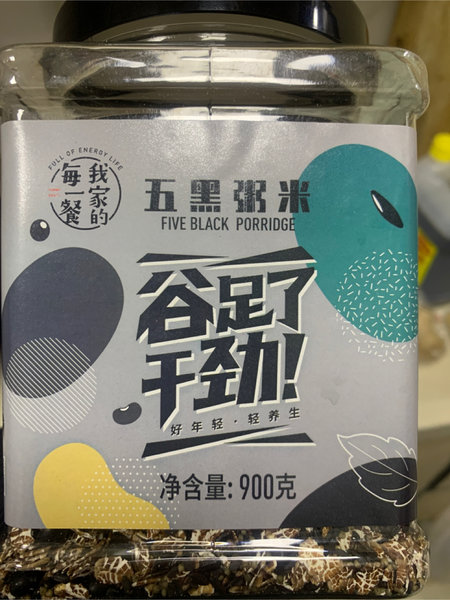 FULL OF ENERGY LIFE
我家的
每一餐
五黑粥米
FIVE BLACK PORRIDGE
谷足了
干劲!
好年轻·轻养生
净含量: 900克